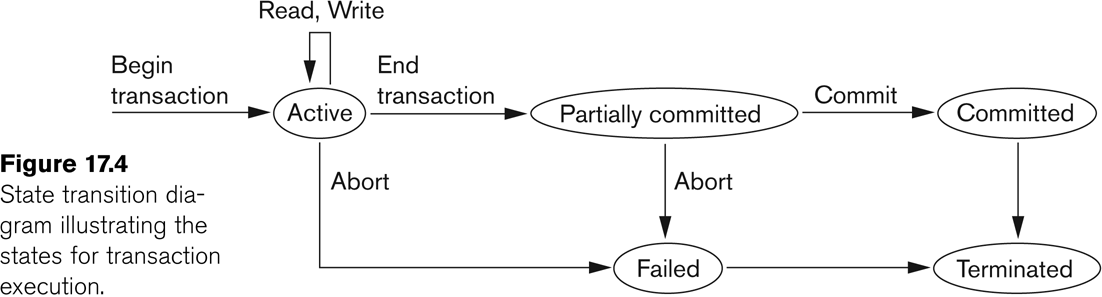 Read, Write
Begin
transaction
Active
End
transaction
Partially committed
Commit
Committed
Abort
Abort
Failed
Terminated
Figure 17.4
State transition dia-
gram illustrating the
states for transaction
execution.